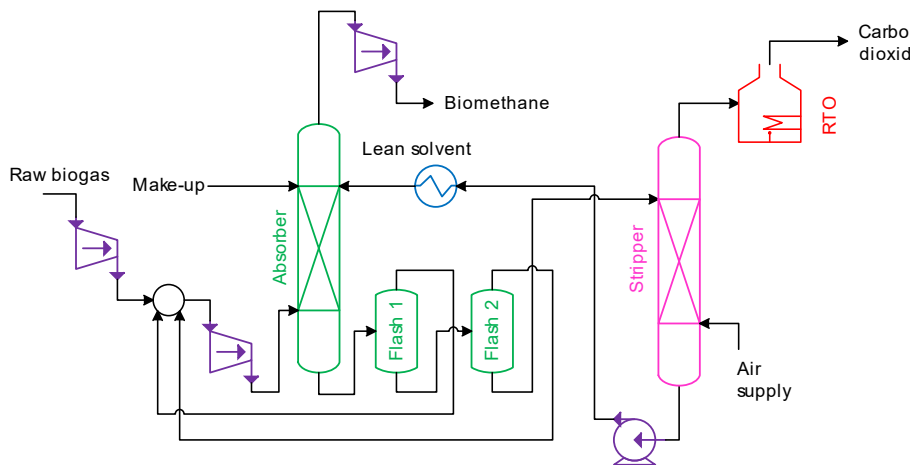 Carbo
dioxid
RTO
Biomethane
Lean solvent
Raw biogas
Make-up
Absorber
Stripper
Flash 1
Flash 2
Air
supply